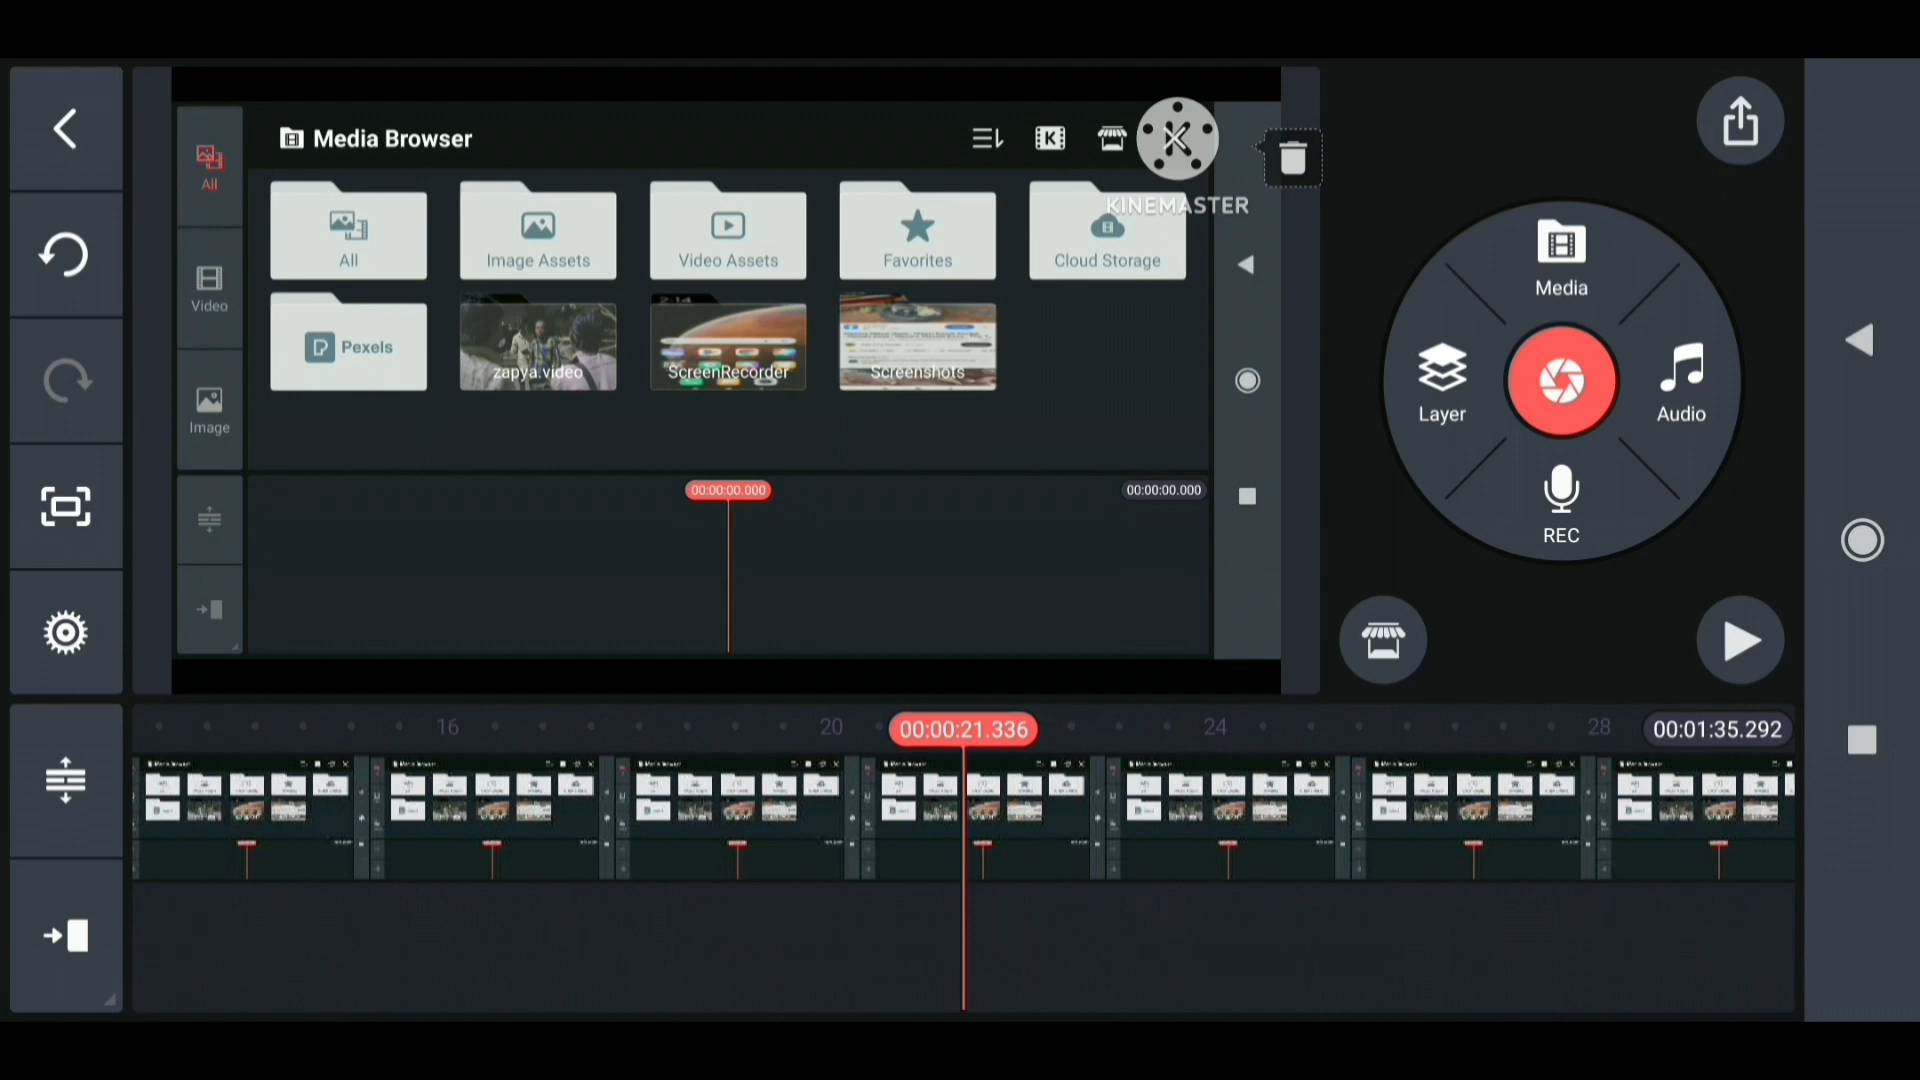 Media Browser
All
All
Image Assets
Video Assets
Favorites
Cloud Storage
KINEMASTER
Video
Pexels
zapya.video
2:14
ScreenRecorder
Screenshots
Image
00:00:00.000
00:00:00.000
Media
Layer
Audio
REC
16
20
00:00:21.336
24
28
00:01:35.292